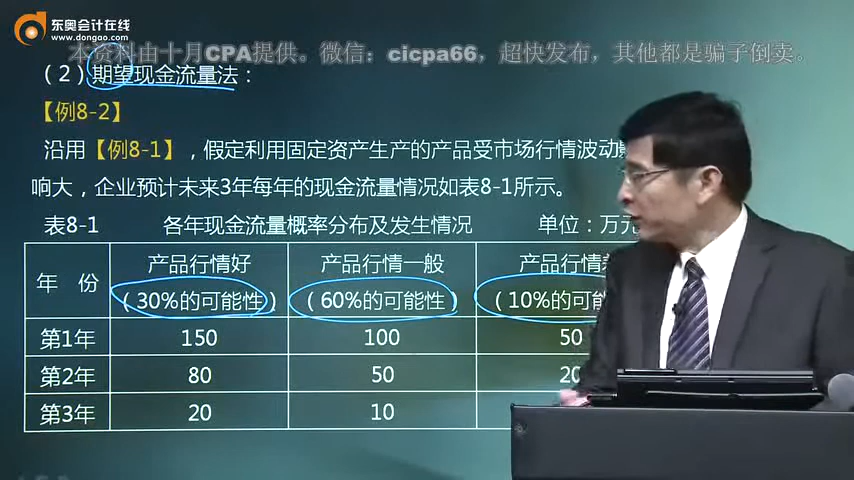 东奥会计在线
www.dongao.com
本资料由十月CPA提供。微信：cicpa66，超快发布，其他都是骗子倒卖。
（2）期望现金流量法：
【例8-2】
沿用【例8-1】，假定利用固定资产生产的产品受市场行情波动影
响大，企业预计未来3年每年的现金流量情况如表8-1所示。
表8-1 各年现金流量概率分布及发生情况 单位：万元
年 份 产品行情好 产品行情一般 产品行情
（30%的可能性） （60%的可能性） （10%的可能
第1年 150 100 50
第2年 80 50 20
第3年 20 10